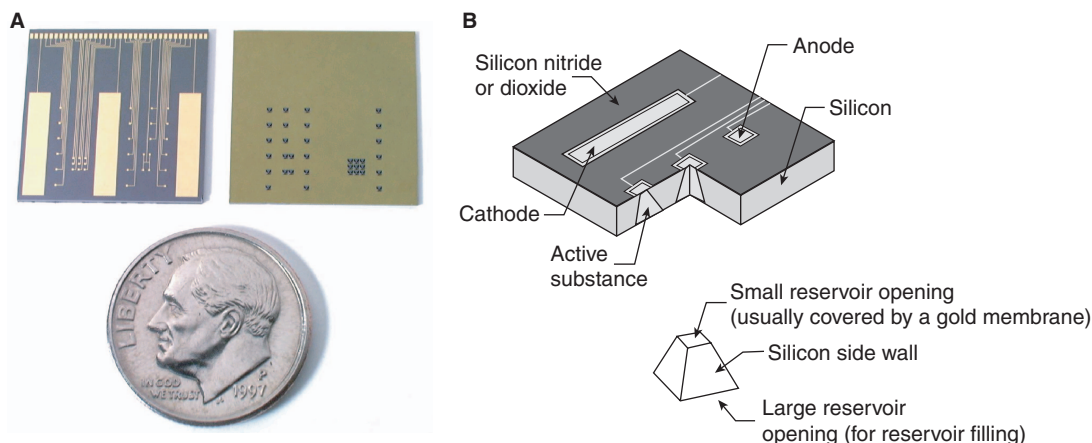 A
LIBERTY
IN GOD
WE TRUST
P
1997
B
Anode
Silicon nitride
or dioxide
Silicon
Cathode
Active
substance
Small reservoir opening
(usually covered by a gold membrane)
Silicon side wall
Large reservoir
opening (for reservoir filling)